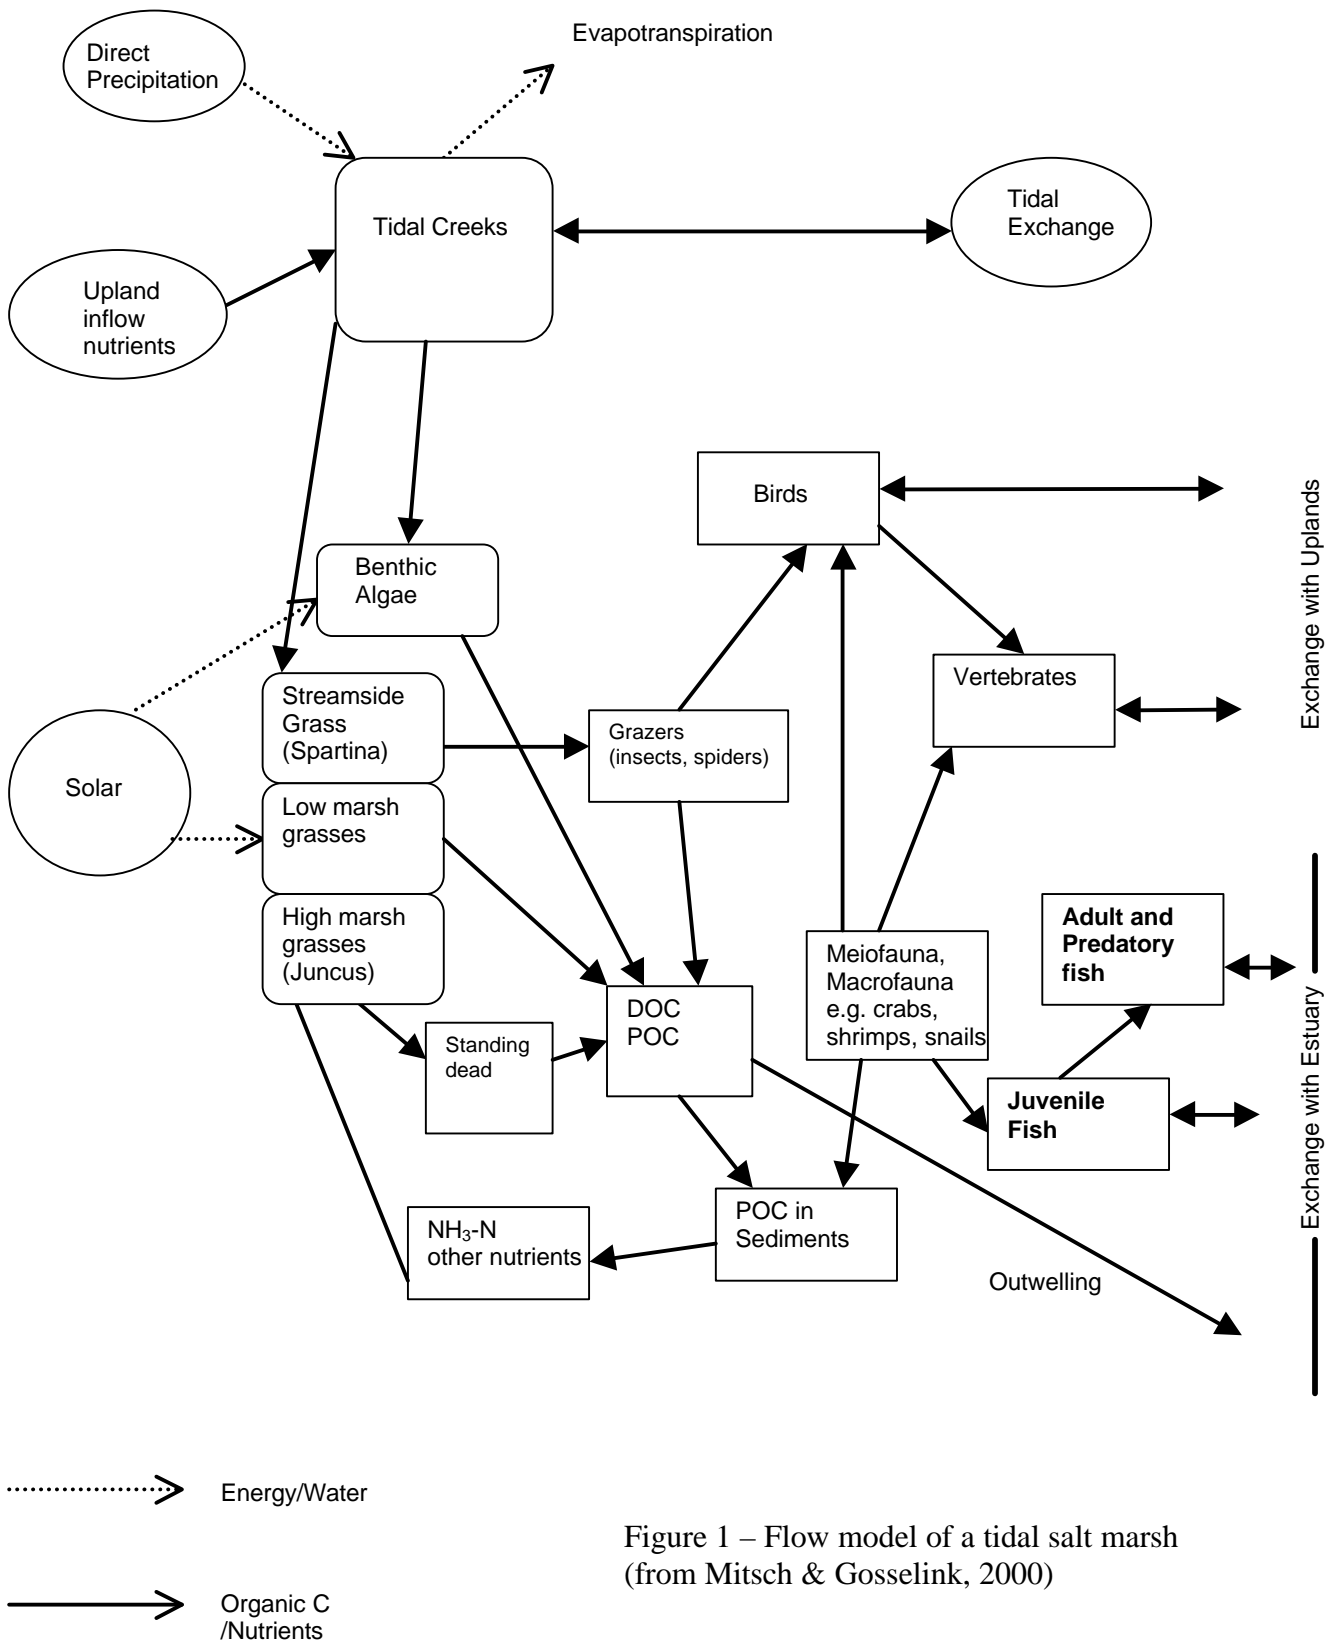 Evapotranspiration
Direct
Precipitation
Tidal Creeks
Tidal
Exchange
Upland
inflow
nutrients
Birds
Exchange with Uplands
Benthic
Algae
Vertebrates
Streamside
Grass
(Spartina)
Grazers
(insects, spiders)
Solar
Low marsh
grasses
High marsh
grasses
(Juncus)
Adult and
Predatory
fish
Meiofauna,
Macrofauna
e.g. crabs,
shrimps, snails
DOC
POC
Standing
dead
Juvenile
Fish
Exchange with Estuary
POC in
Sediments
NH₃-N
other nutrients
Outwelling
Energy/Water
Figure 1 – Flow model of a tidal salt marsh
(from Mitsch & Gosselink, 2000)
Organic C
/Nutrients